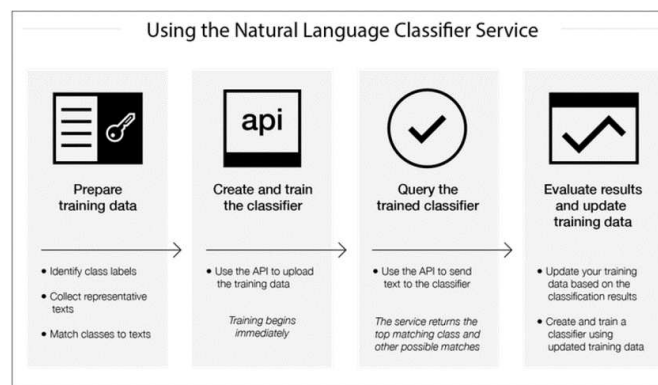 Using the Natural Language Classifier Service
api
Prepare
training data
• Identify class labels
• Collect representative
texts
• Match classes to texts
Create and train
the classifier
• Use the API to upload
the training data
Training begins
immediately
Query the
trained classifier
• Use the API to send
text to the classifier
The service returns the
top matching class and
other possible matches
Evaluate results
and update
training data
• Update your training
data based on the
classification results
• Create and train a
classifier using
updated training data